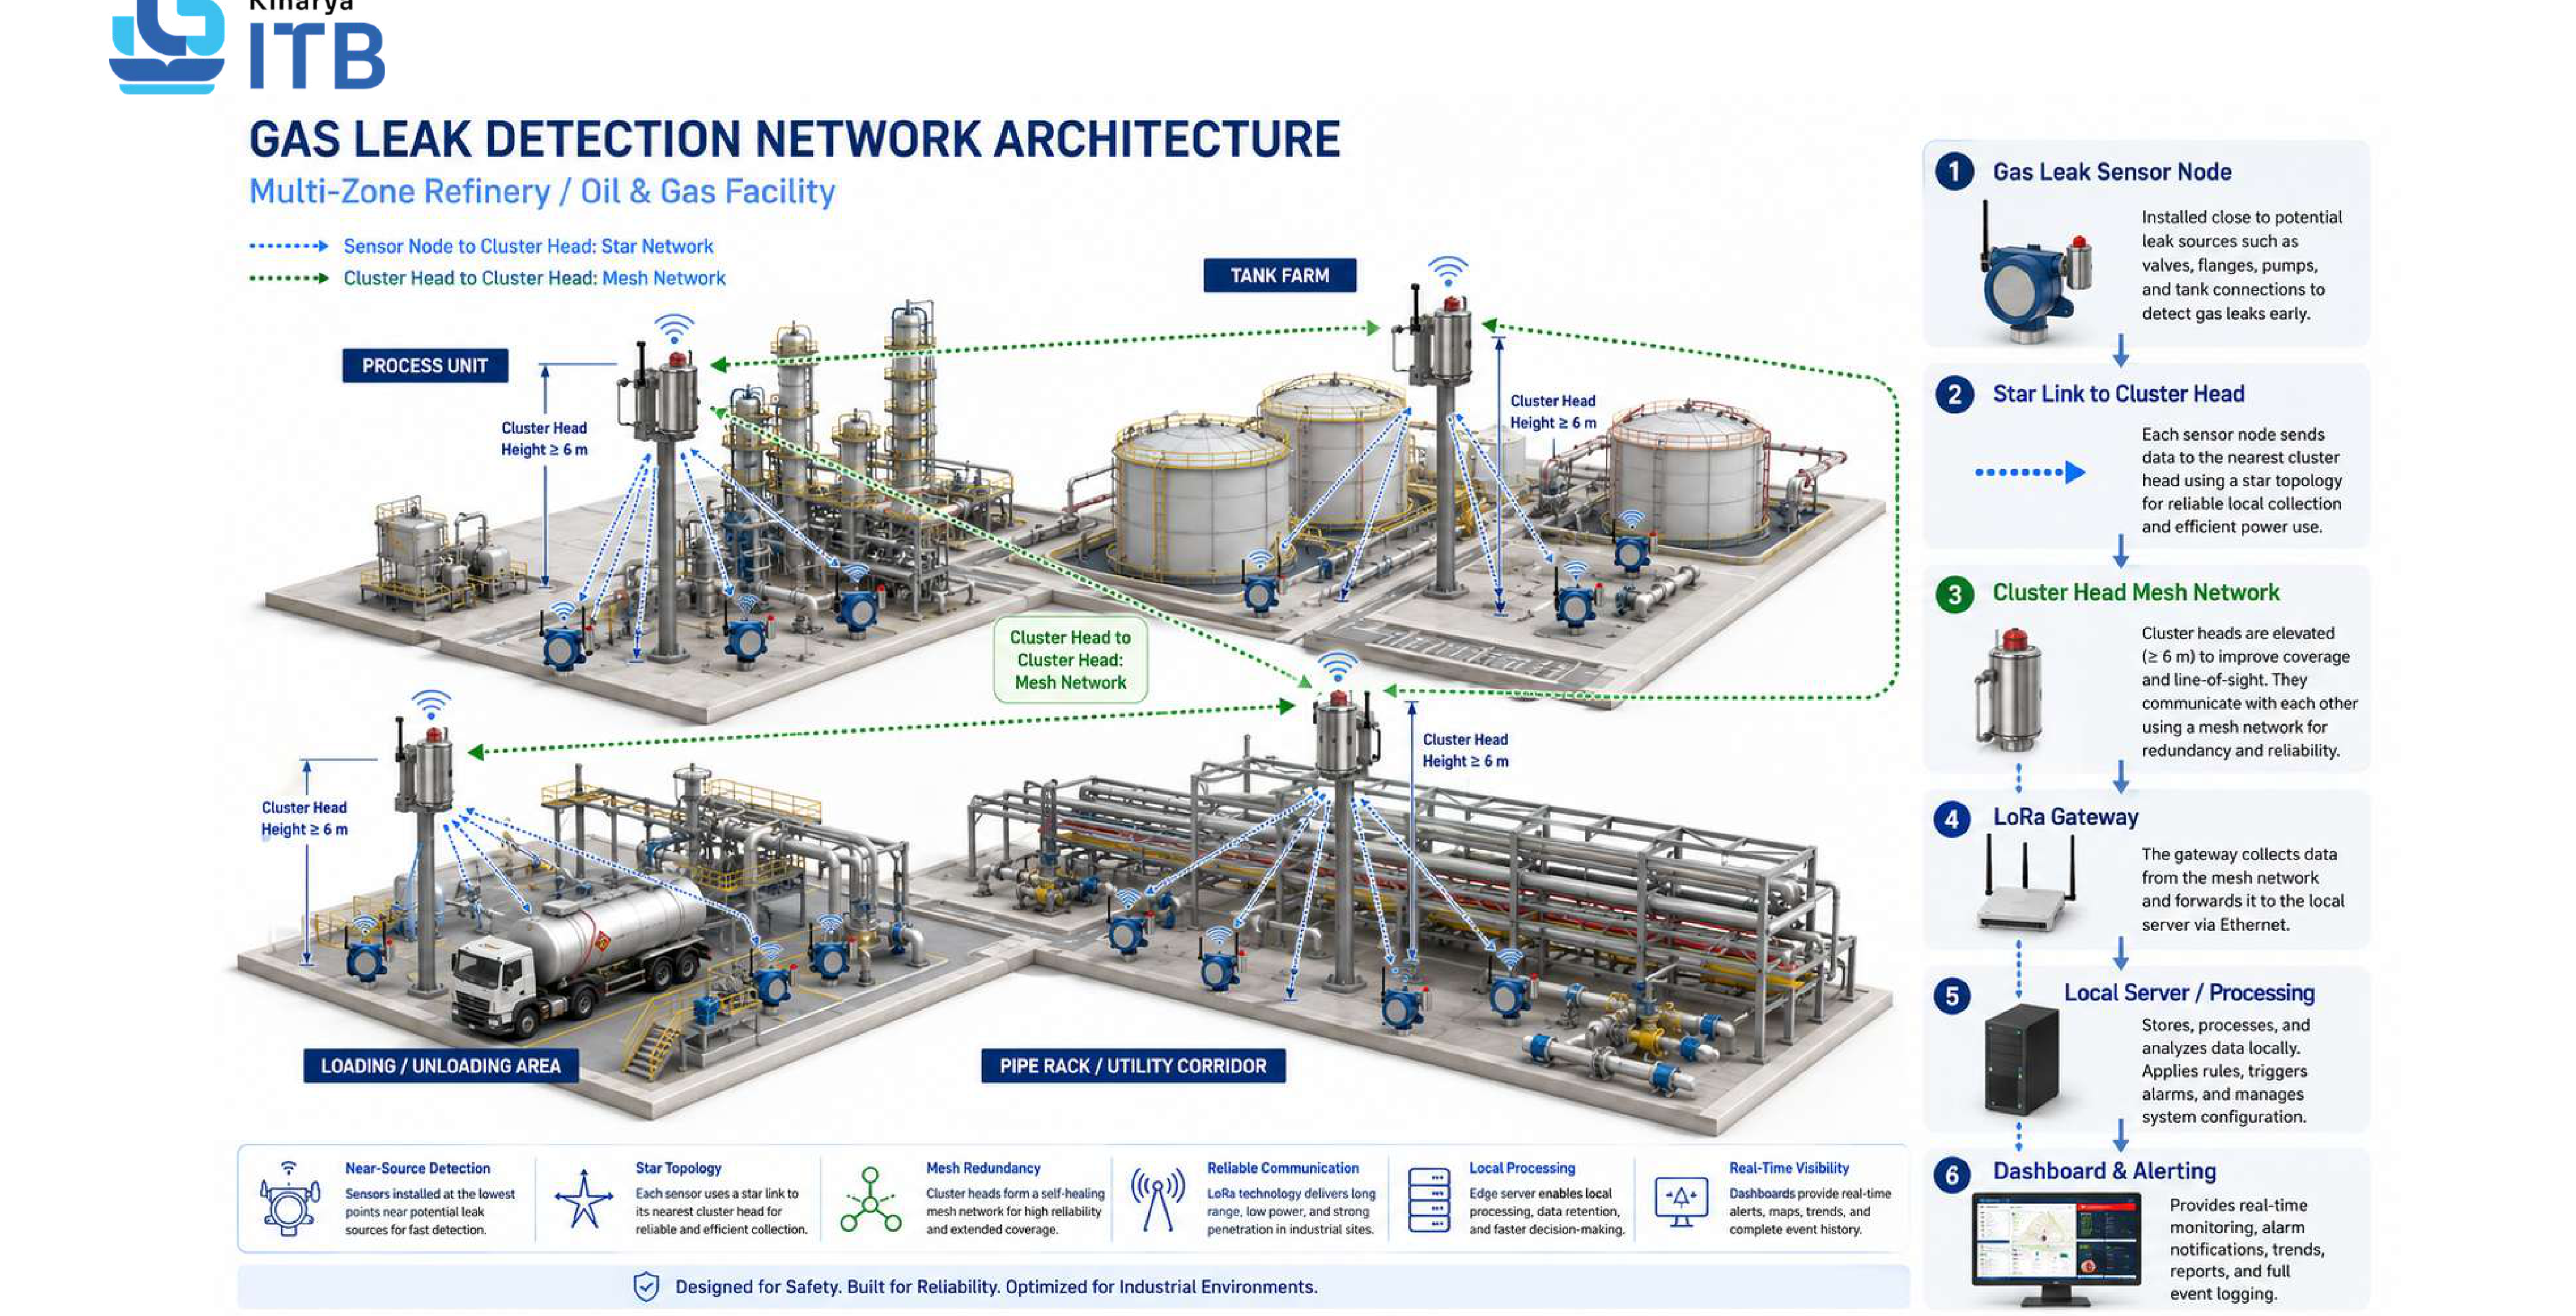 Kinarya
ITB
GAS LEAK DETECTION NETWORK ARCHITECTURE
Multi-Zone Refinery / Oil & Gas Facility
Sensor Node to Cluster Head: Star Network
Cluster Head to Cluster Head: Mesh Network
PROCESS UNIT
Cluster Head
Height ≥ 6 m
TANK FARM
Cluster Head
Height ≥ 6 m
Cluster Head to
Cluster Head:
Mesh Network
Cluster Head
Height ≥ 6 m
Cluster Head
Height ≥ 6 m
LOADING / UNLOADING AREA
PIPE RACK / UTILITY CORRIDOR
1 Gas Leak Sensor Node
Installed close to potential
leak sources such as
valves, flanges, pumps,
and tank connections to
detect gas leaks early.
2 Star Link to Cluster Head
Each sensor node sends
data to the nearest cluster
head using a star topology
for reliable local collection
and efficient power use.
3 Cluster Head Mesh Network
Cluster heads are elevated
(≥ 6 m) to improve coverage
and line-of-sight. They
communicate with each other
using a mesh network for
redundancy and reliability.
4 LoRa Gateway
The gateway collects data
from the mesh network
and forwards it to the local
server via Ethernet.
5 Local Server / Processing
Stores, processes, and
analyzes data locally.
Applies rules, triggers
alarms, and manages
system configuration.
6 Dashboard & Alerting
Provides real-time
monitoring, alarm
notifications, trends,
reports, and full
event logging.
Near-Source Detection
Sensors installed at the lowest
points near potential leak
sources for fast detection.
Star Topology
Each sensor uses a star link to
its nearest cluster head for
reliable and efficient collection.
Mesh Redundancy
Cluster heads form a self-healing
mesh network for high reliability
and extended coverage.
Reliable Communication
LoRa technology delivers long
range, low power, and strong
penetration in industrial sites.
Local Processing
Edge server enables local
processing, data retention,
and faster decision-making.
Real-Time Visibility
Dashboards provide real-time
alerts, maps, trends, and
complete event history.
Designed for Safety. Built for Reliability. Optimized for Industrial Environments.